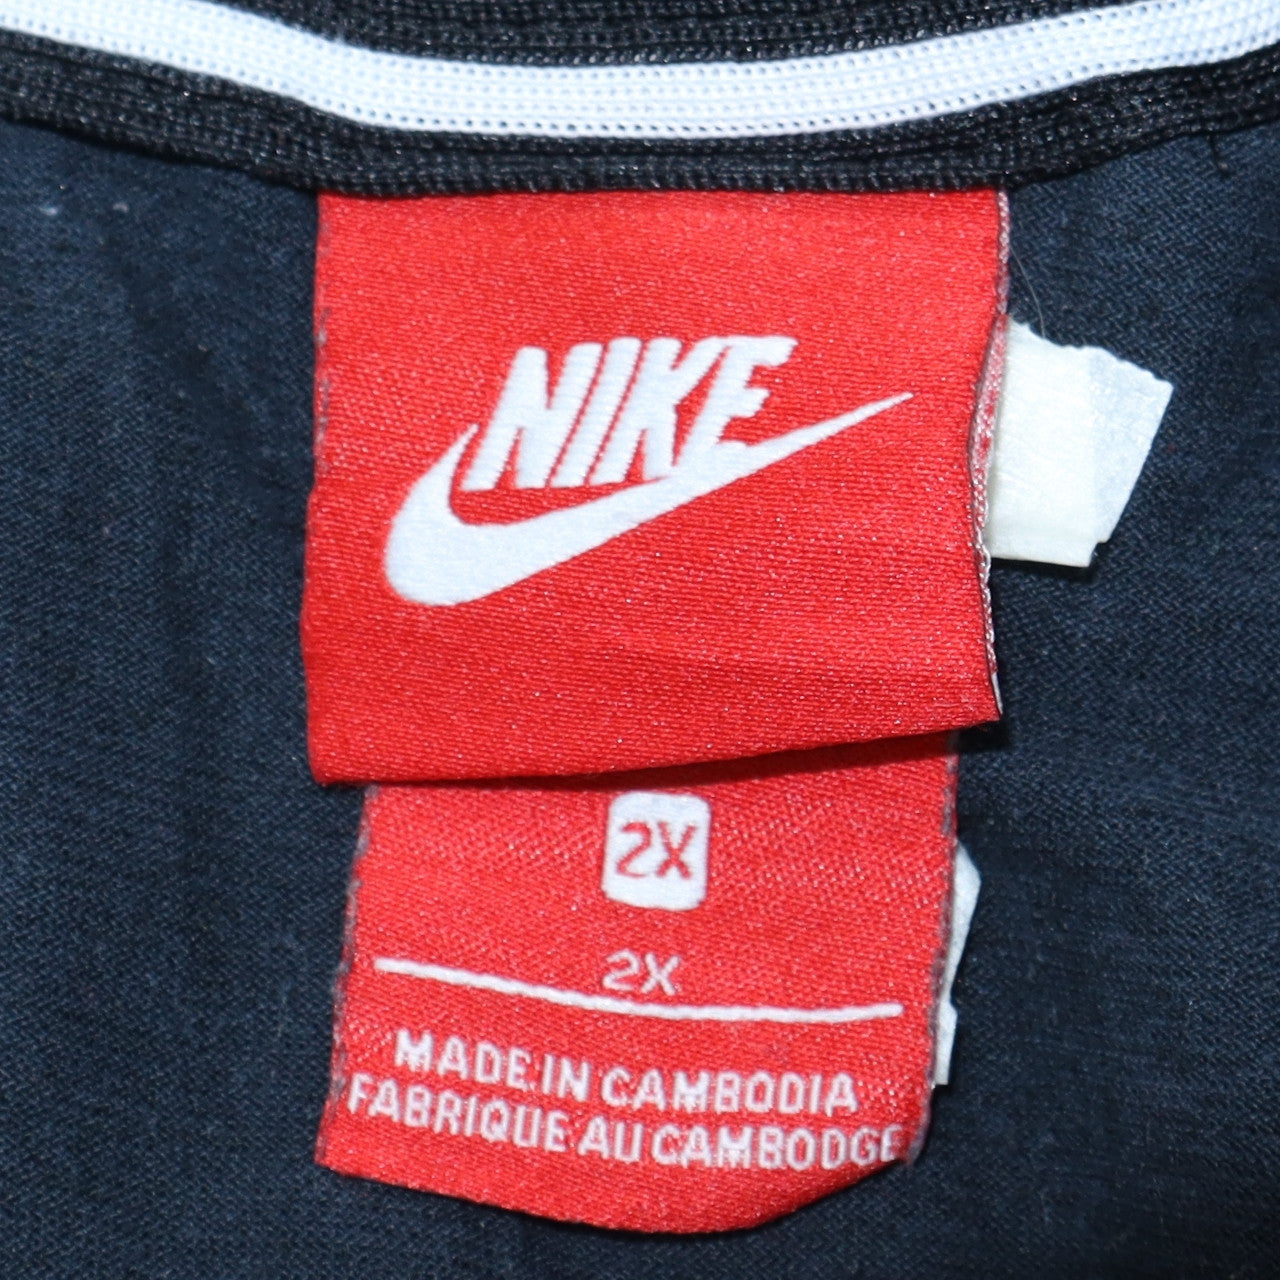 NIKE
2X
2X
MADE IN CAMBODIA
FABRIQUE AU CAMBODGE